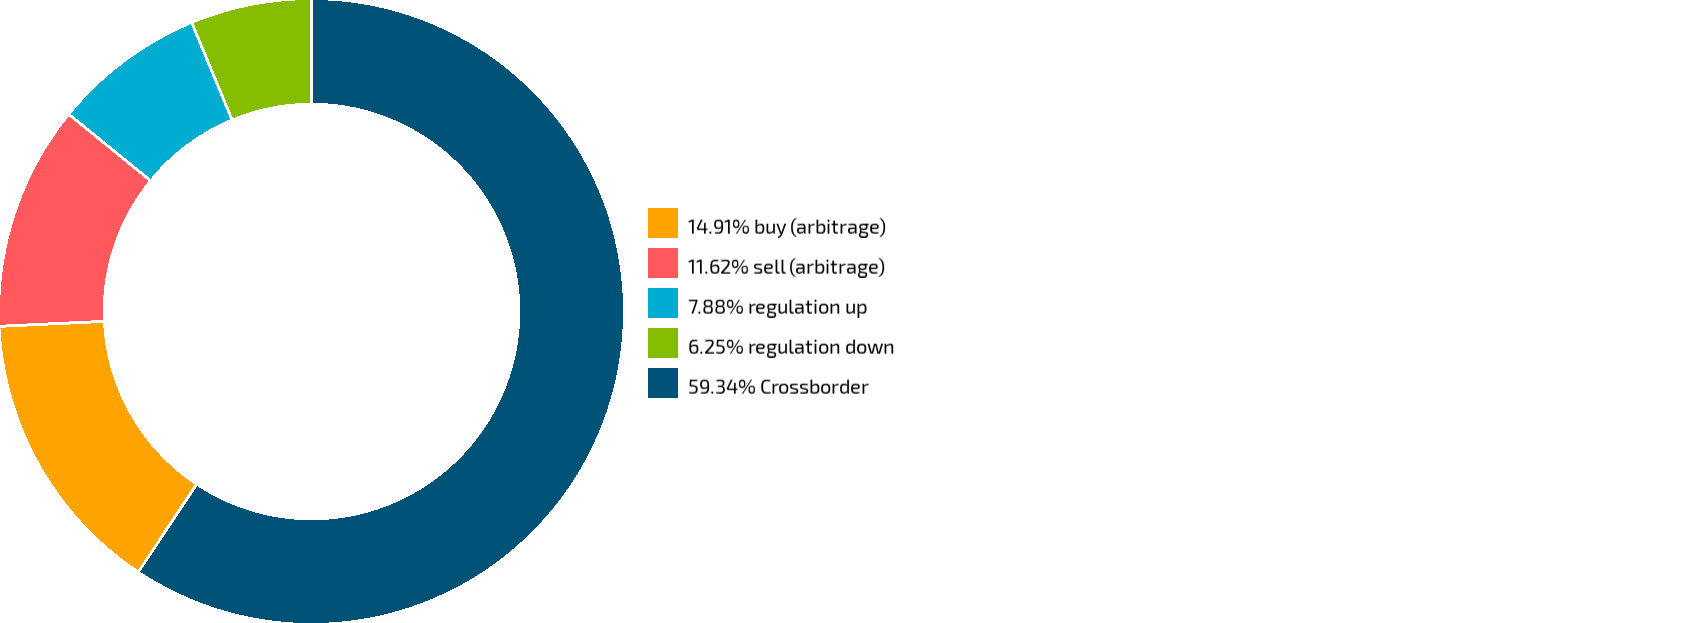 14.91% buy (arbitrage)
11.62% sell (arbitrage)
7.88% regulation up
6.25% regulation down
59.34% Crossborder